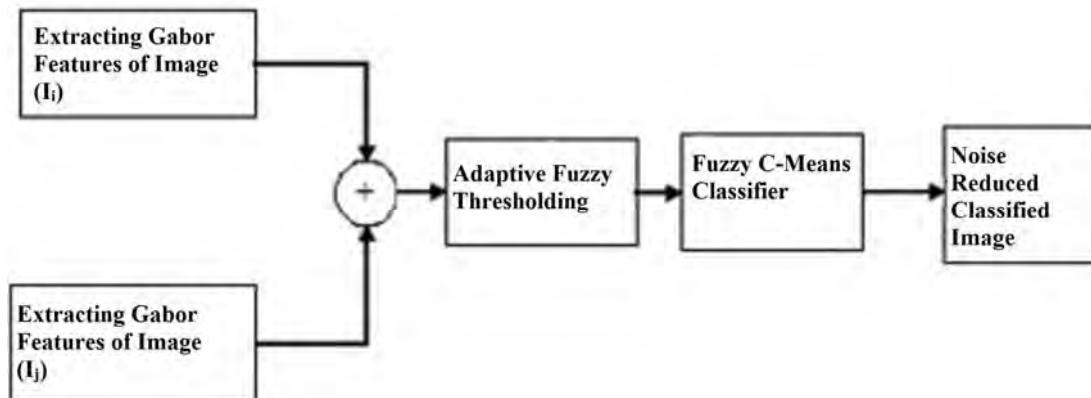 Extracting Gabor
Features of Image
(Iᵢ)
+
Adaptive Fuzzy
Thresholding
Fuzzy C-Means
Classifier
Noise
Reduced
Classified
Image
Extracting Gabor
Features of Image
(Iⱼ)